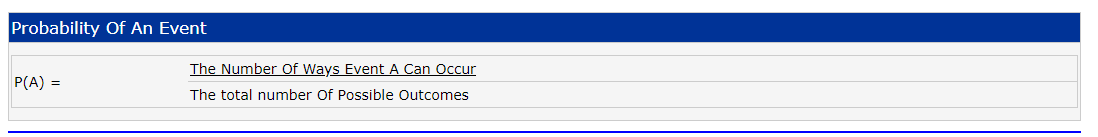 Probability Of An Event
The Number Of Ways Event A Can Occur
P(A) =
The total number Of Possible Outcomes